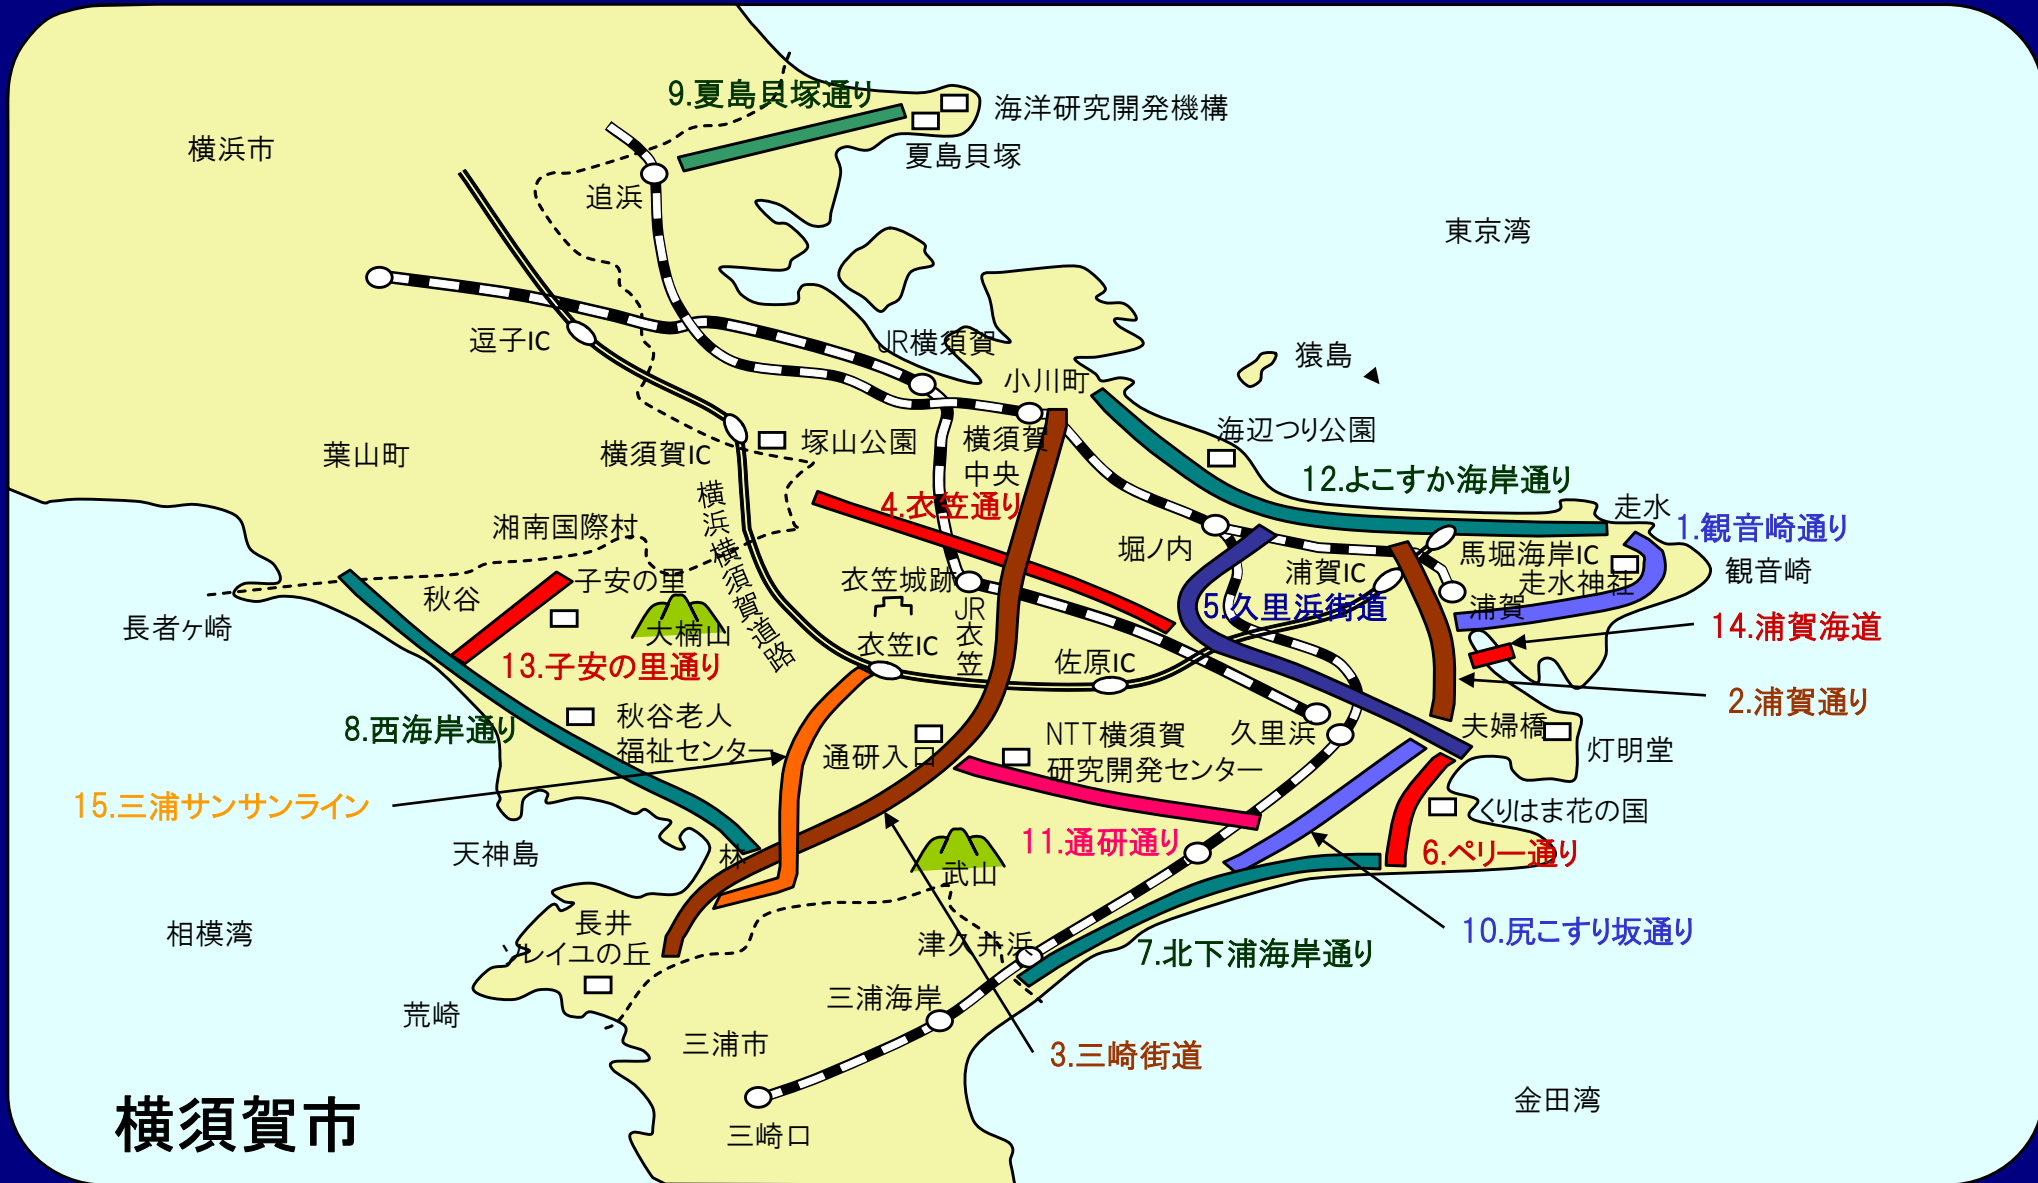 9.夏島貝塚通り
海洋研究開発機構
夏島貝塚
横浜市
追浜
東京湾
逗子IC
JR横須賀
小川町
猿島
葉山町
横須賀IC
塚山公園
横須賀
中央
海辺つり公園
12.よこすか海岸通り
横浜横須賀道路
4.衣笠通り
走水
1.観音崎通り
湘南国際村
堀ノ内
馬堀海岸IC
浦賀IC
走水神社
観音崎
秋谷
子安の里
衣笠城跡
JR
衣
笠
5.久里浜街道
浦賀
長者ヶ崎
大楠山
14.浦賀海道
13.子安の里通り
衣笠IC
佐原IC
2.浦賀通り
8.西海岸通り
秋谷老人
福祉センター
通研入口
NTT横須賀
研究開発センター
久里浜
夫婦橋
灯明堂
15.三浦サンサンライン
くりはま花の国
天神島
林
11.通研通り
6.ペリー通り
武山
相模湾
長井
ソレイユの丘
津久井浜
7.北下浦海岸通り
10.尻こすり坂通り
荒崎
三浦海岸
三浦市
3.三崎街道
金田湾
横須賀市
三崎口